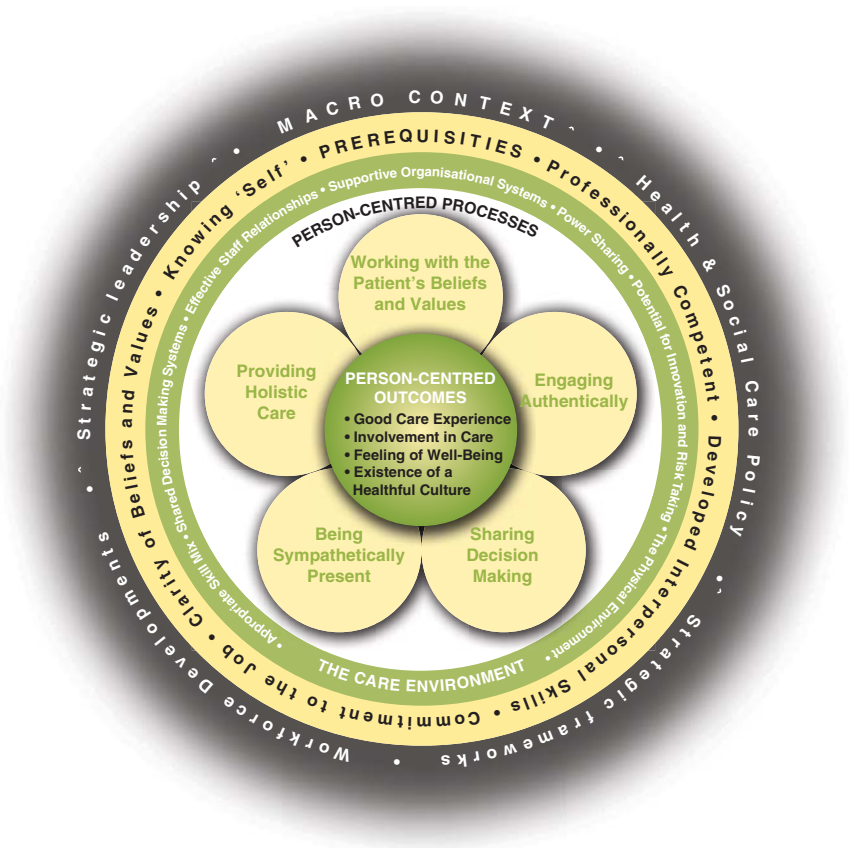 MACRO CONTEXT
Health & Social Care Policy
Strategic frameworks
Workforce Developments
Strategic leadership
PREREQUISITIES
Professionally Competent
Developed Interpersonal Skills
Commitment to the Job
Clarity of Beliefs and Values
Knowing ‘Self’
Supportive Organisational Systems
Power Sharing
Potential for Innovation and Risk Taking
The Physical Environment
THE CARE ENVIRONMENT
Appropriate Skill Mix
Shared Decision Making Systems
Effective Staff Relationships
PERSON-CENTRED PROCESSES
Working with the
Patient’s Beliefs
and Values
Engaging
Authentically
Sharing
Decision
Making
Being
Sympathetically
Present
Providing
Holistic
Care
PERSON-CENTRED
OUTCOMES
• Good Care Experience
• Involvement in Care
• Feeling of Well-Being
• Existence of a
Healthful Culture